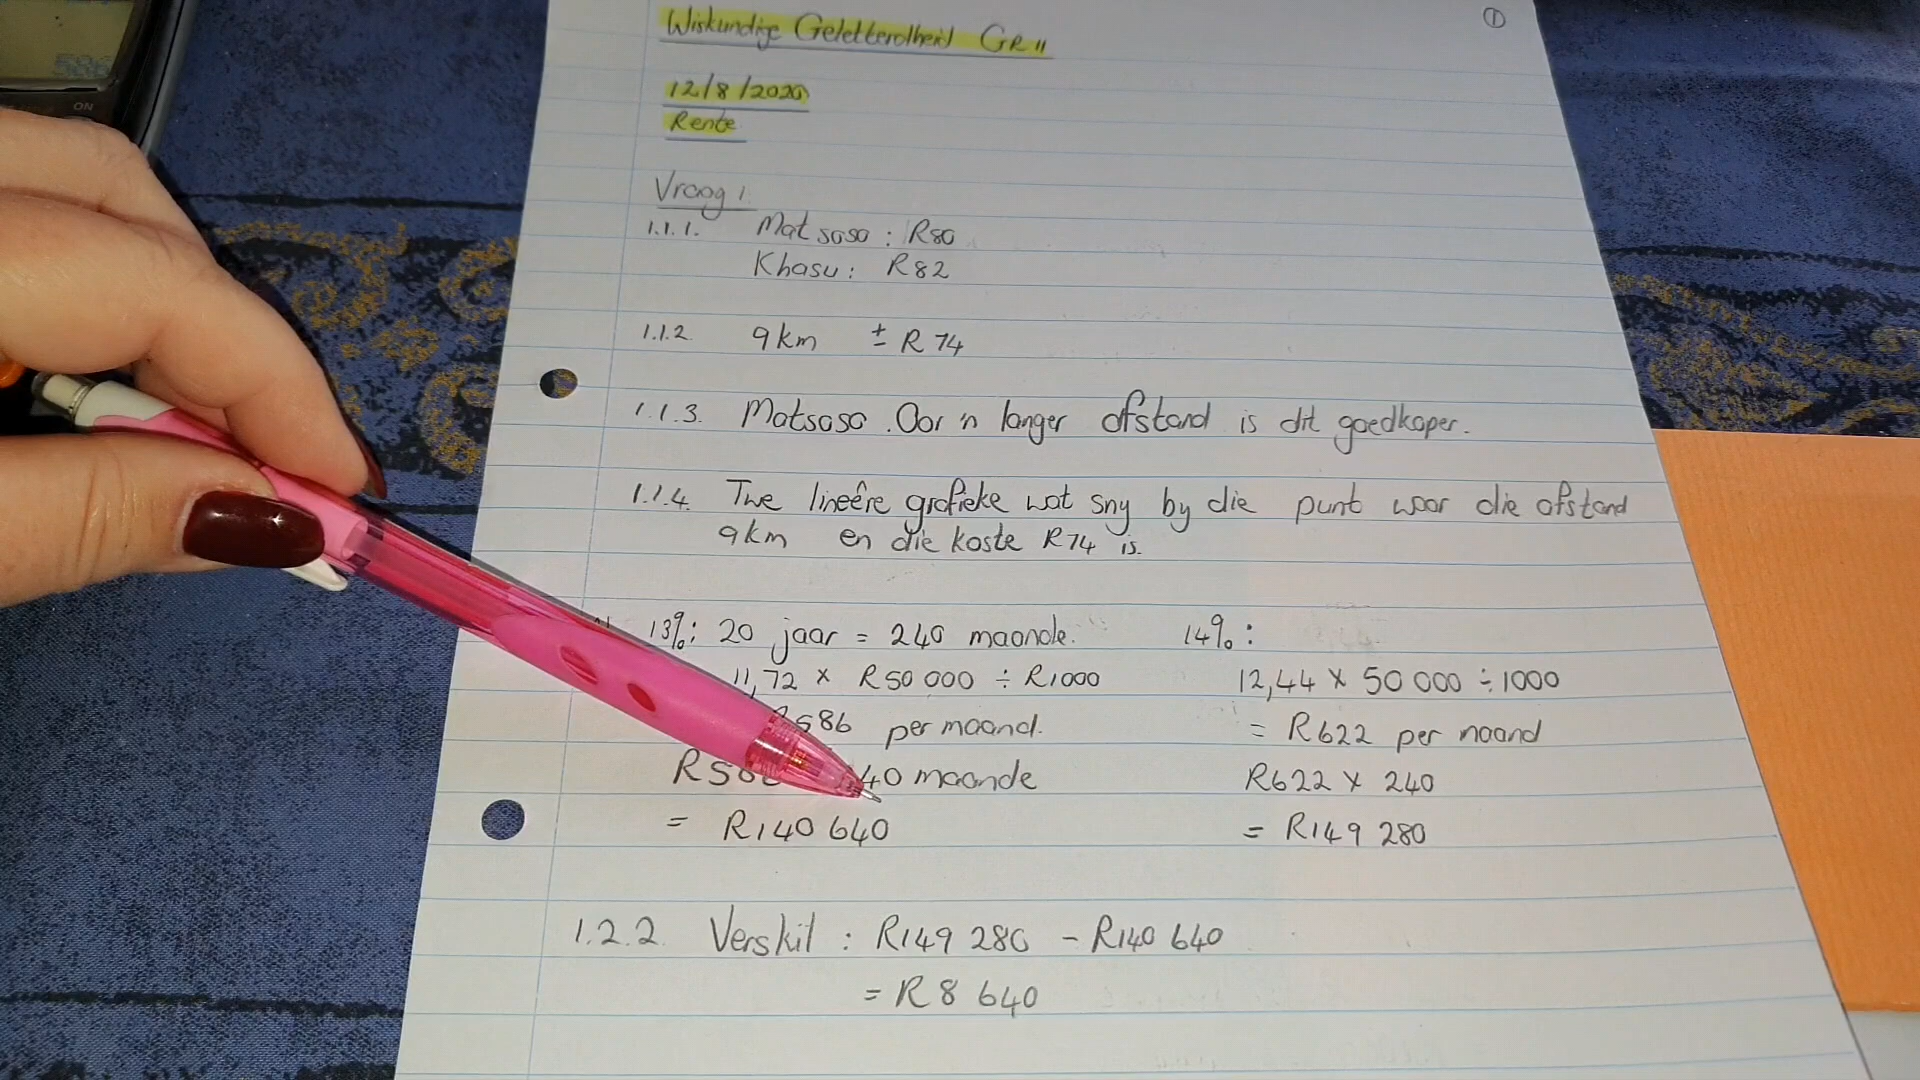 Wiskundige Geletterdheid GR 11
①
12/8/2020
Rente
Vraag 1.
1.1.1. Matsoso : R80
Khasu : R82
1.1.2. 9km ± R74
1.1.3. Matsoso. Oor 'n langer afstand is dit goedkoper.
1.1.4. Twe lineêre grafieke wat sny by die punt waar die afstand
9km en die koste R74 is.
13%: 20 jaar = 240 maande.
11,72 × R50 000 ÷ R1000
R586 per maand.
40 maande
= R140 640
14%:
12,44 × 50 000 ÷ 1000
= R622 per maand
R622 × 240
= R149 280
1.2.2. Verskil : R149 280 - R140 640
= R8 640
ON